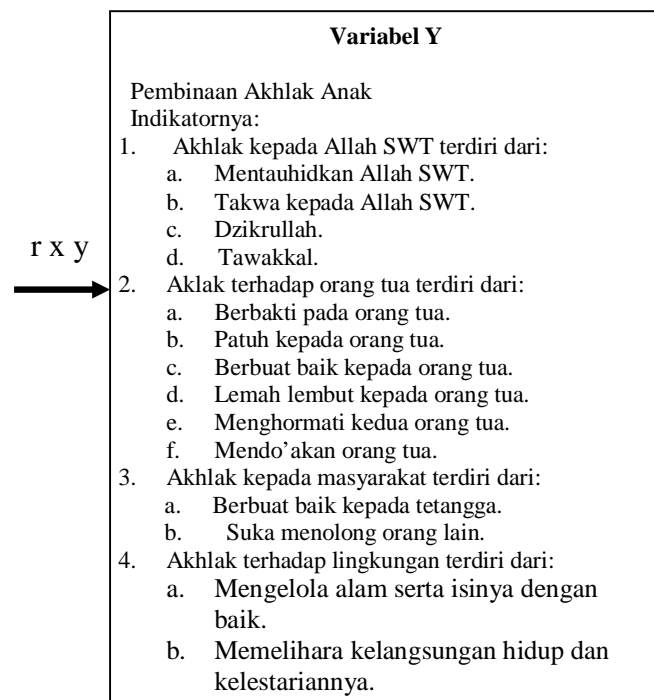 Variabel Y
Pembinaan Akhlak Anak
Indikatornya:
1. Akhlak kepada Allah SWT terdiri dari:
a. Mentauhidkan Allah SWT.
b. Takwa kepada Allah SWT.
c. Dzikrullah.
d. Tawakkal.
r x y
2. Aklak terhadap orang tua terdiri dari:
a. Berbakti pada orang tua.
b. Patuh kepada orang tua.
c. Berbuat baik kepada orang tua.
d. Lemah lembut kepada orang tua.
e. Menghormati kedua orang tua.
f. Mendo’akan orang tua.
3. Akhlak kepada masyarakat terdiri dari:
a. Berbuat baik kepada tetangga.
b. Suka menolong orang lain.
4. Akhlak terhadap lingkungan terdiri dari:
a. Mengelola alam serta isinya dengan
baik.
b. Memelihara kelangsungan hidup dan
kelestariannya.